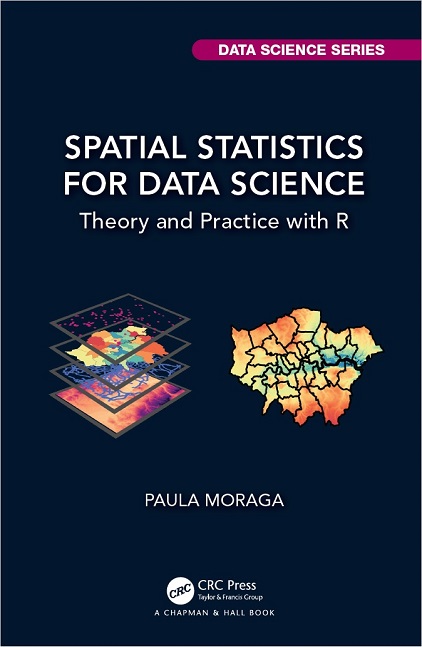 DATA SCIENCE SERIES
SPATIAL STATISTICS
FOR DATA SCIENCE
Theory and Practice with R
PAULA MORAGA
CRC
CRC Press
Taylor & Francis Group
A CHAPMAN & HALL BOOK